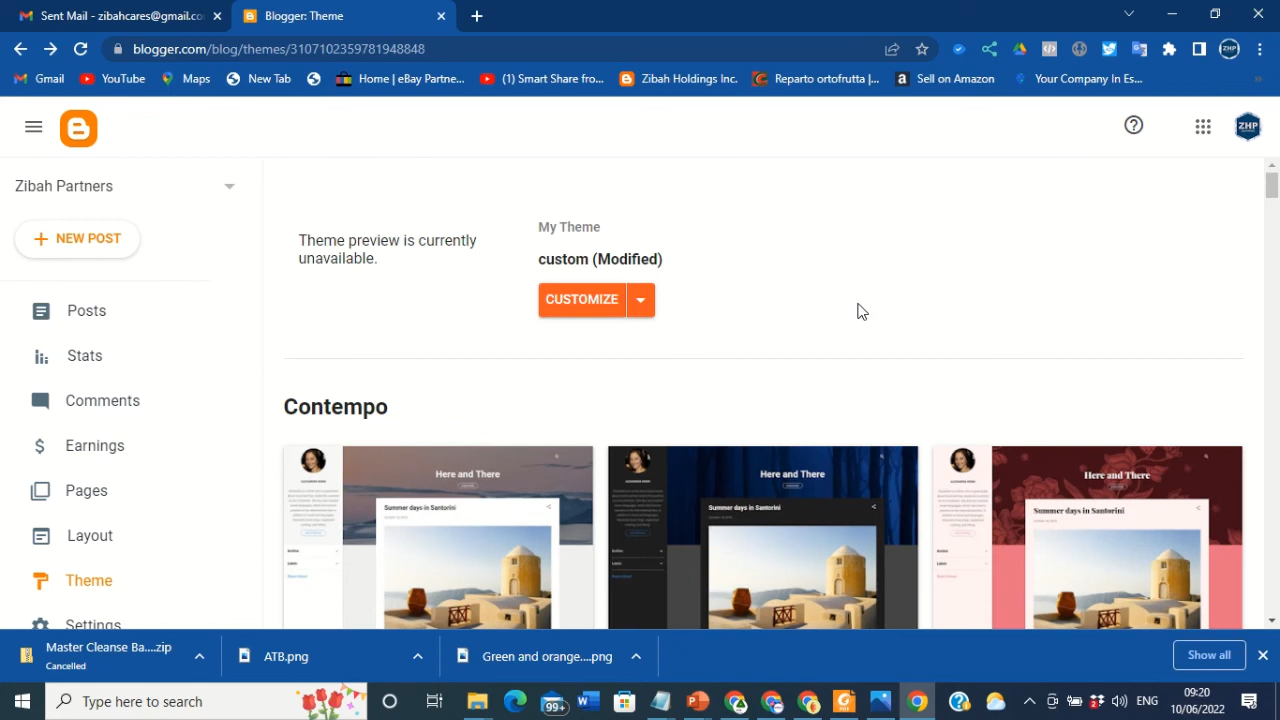 Sent Mail - zibahcares@gmail.co
Blogger: Theme
blogger.com/blog/themes/3107102359781948848
Gmail
YouTube
Maps
New Tab
Home | eBay Partne...
(1) Smart Share fro...
Zibah Holdings Inc.
Reparto ortofrutta |...
Sell on Amazon
Your Company In Es...
ZHP
Zibah Partners
NEW POST
Posts
Stats
Comments
Earnings
Pages
Layout
Theme
Settings
Theme preview is currently
unavailable.
My Theme
custom (Modified)
CUSTOMIZE
Contempo
Here and There
Summer days in Santorini
Here and There
Summer days in Santorini
Here and There
Summer days in Santorini
Master Cleanse Ba....zip
Cancelled
ATB.png
Green and orange....png
Show all
Type here to search
99+
ENG
09:20
10/06/2022